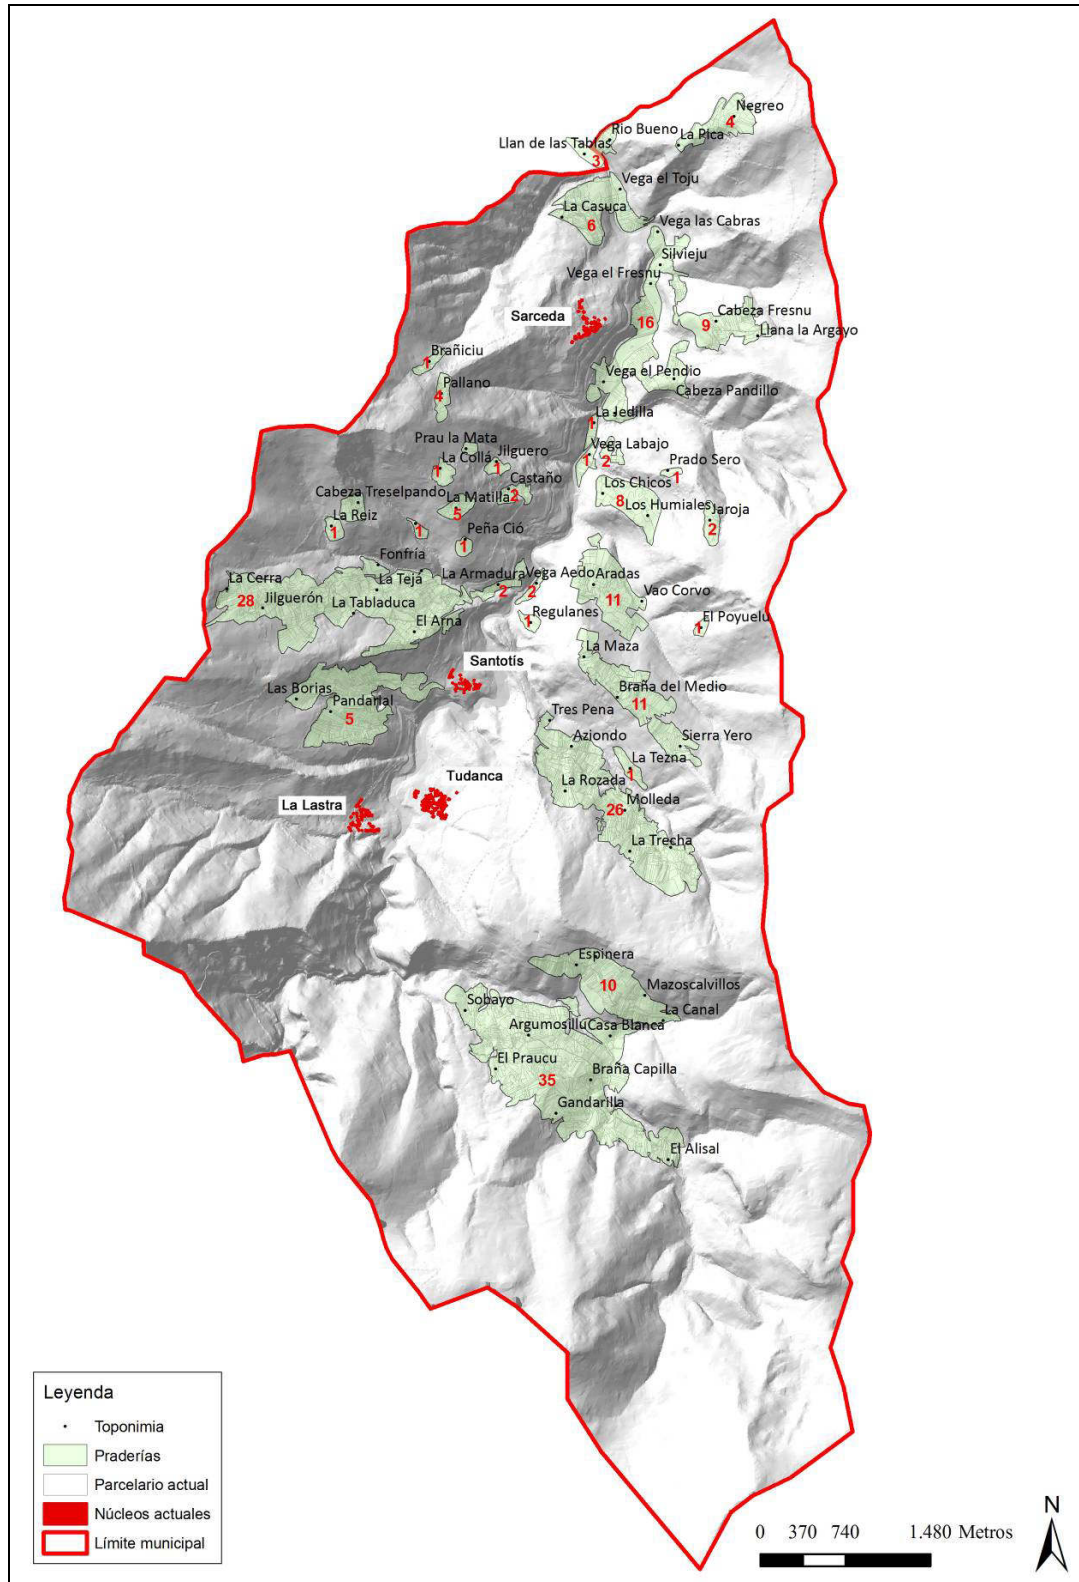 Negreo
4
Rio Bueno
La Pica
Llan de las Tablas
3
Vega el Toju
La Casuca
6
Vega las Cabras
Silvieju
Vega el Fresnu
Sarceda
16
Cabeza Fresnu
9
Llana la Argayo
Brañiciu
1
Pallano
4
Vega el Pendio
Cabeza Pandillo
La Jedilla
1
Prau la Mata
Jilguero
La Collá
1
1
Vega Labajo
1
2
Prado Sero
1
Castaño
2
Los Chicos
8
Cabeza Treselpando
La Matilla
5
Los Humiales
Jaroja
2
La Reiz
1
1
Peña Ció
1
Fonfría
La Cerra
28
Jilguerón
La Teja
La Armadura
2
Vega Aedo
2
Aradas
11
La Tabladuca
El Arna
Vao Corvo
Regulanes
1
El Poyuelu
1
La Maza
Santotís
Las Borias
Pandarial
5
Braña del Medio
11
Tres Pena
Aziondo
Sierra Yero
La Tezna
1
Tudanca
La Rozada
La Lastra
Molleda
26
La Trecha
Espinera
10
Mazoscalvillos
Sobayo
La Canal
Argumosillu
Casa Blanca
El Praucu
35
Braña Capilla
Gandarilla
El Alisal
Leyenda
Toponimia
Praderías
Parcelario actual
Núcleos actuales
Límite municipal
0 370 740 1.480 Metros
N